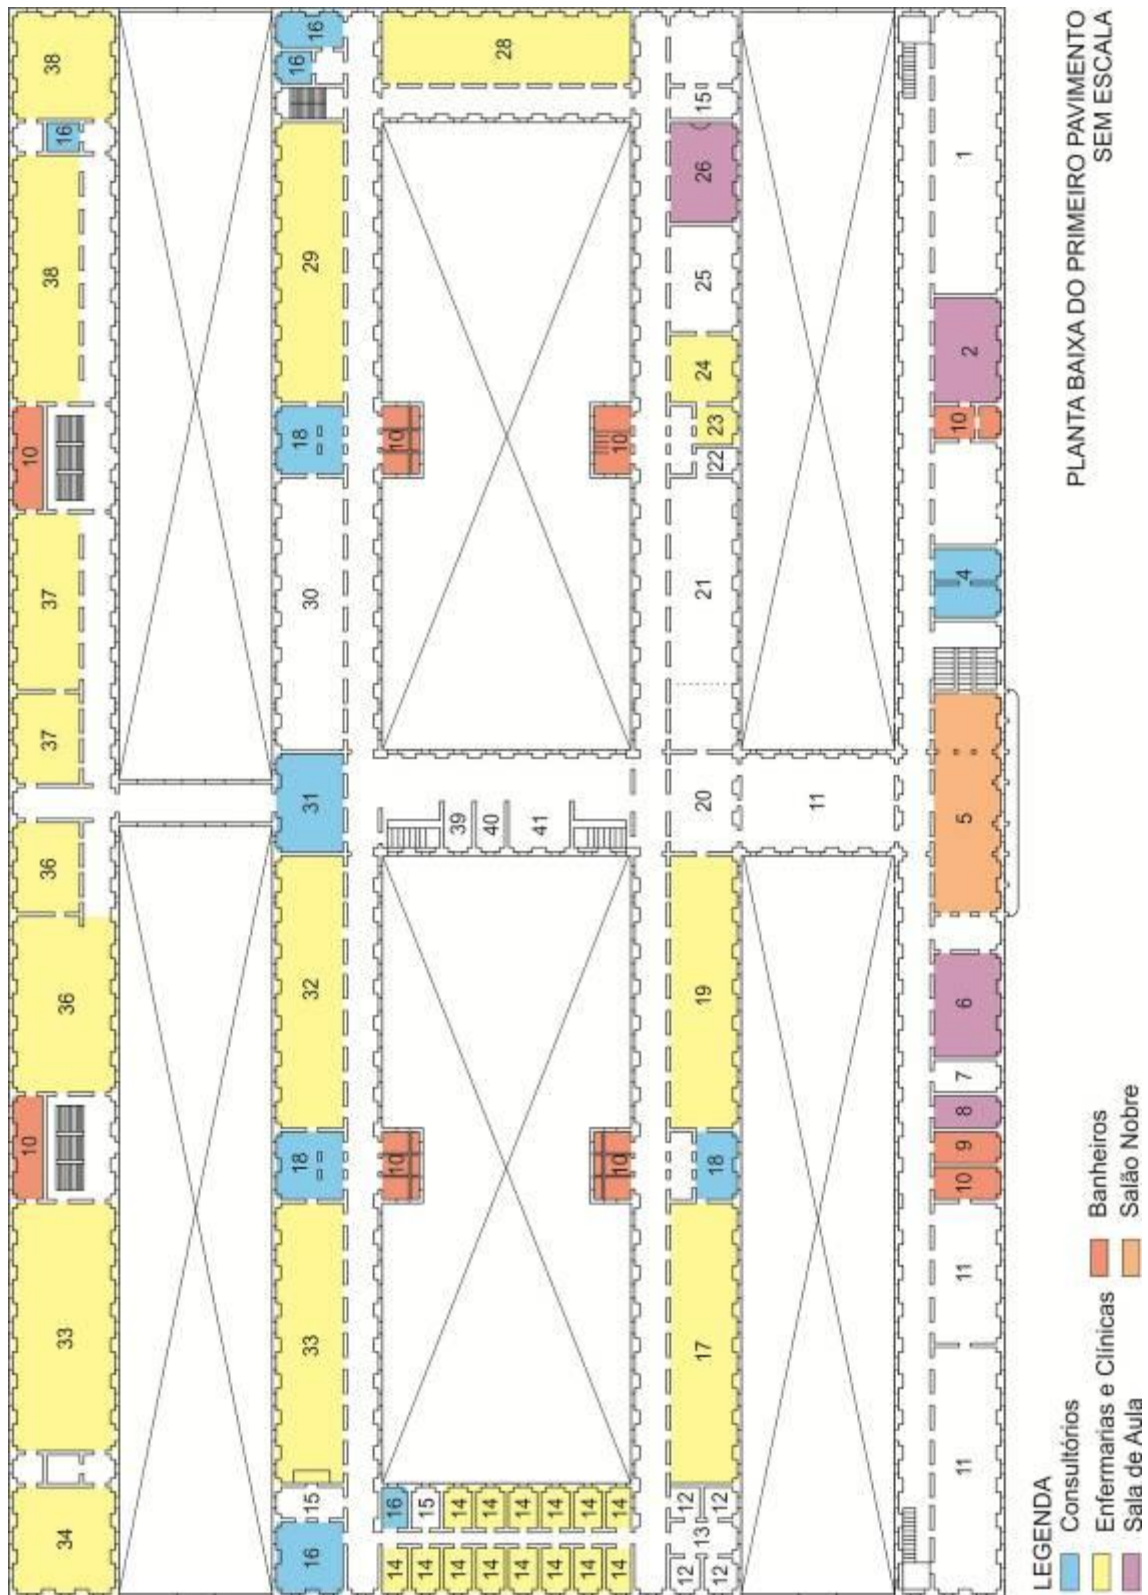 34 33 10 36 36 37 37 10 38 16 38
16 15 33 18 32 31 30 18 29 16 16
14 16 10 10
14 15
14 14 39
14 14 40
14 14 41 28
14 14
14 14
14 14 10 10
12 12
13 17 19 20 21 24 25 26 15
12 12 18 22 23
11
11 11 10 9 8 7 6 5 4 10 2 1
PLANTA BAIXA DO PRIMEIRO PAVIMENTO
SEM ESCALA
LEGENDA
Consultórios
Enfermarias e Clínicas
Sala de Aula
Banheiros
Salão Nobre